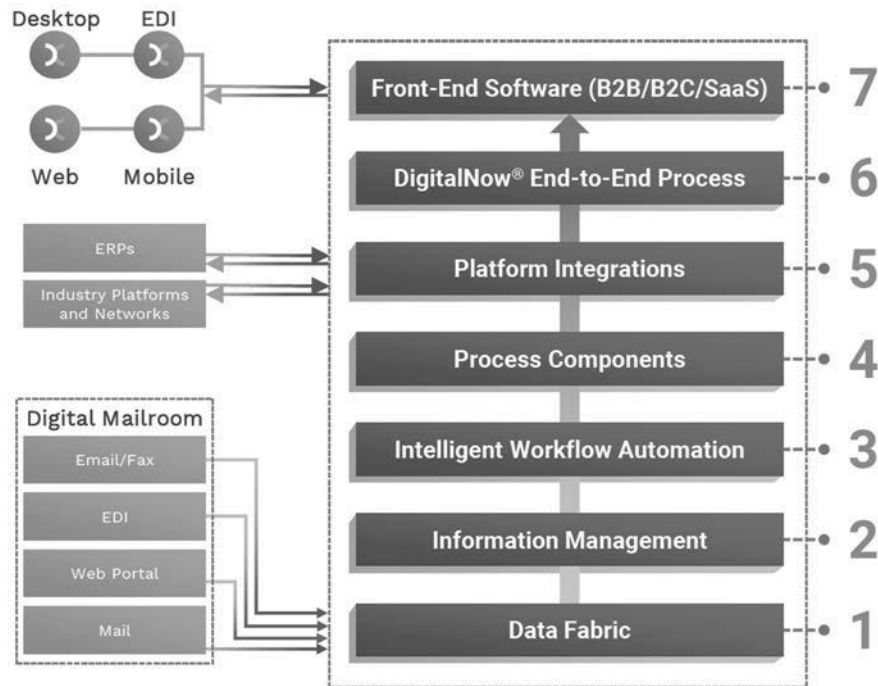 Desktop
EDI
Web
Mobile
ERPs
Industry Platforms
and Networks
Digital Mailroom
Email/Fax
EDI
Web Portal
Mail
Front-End Software (B2B/B2C/SaaS)
7
DigitalNow® End-to-End Process
6
Platform Integrations
5
Process Components
4
Intelligent Workflow Automation
3
Information Management
2
Data Fabric
1